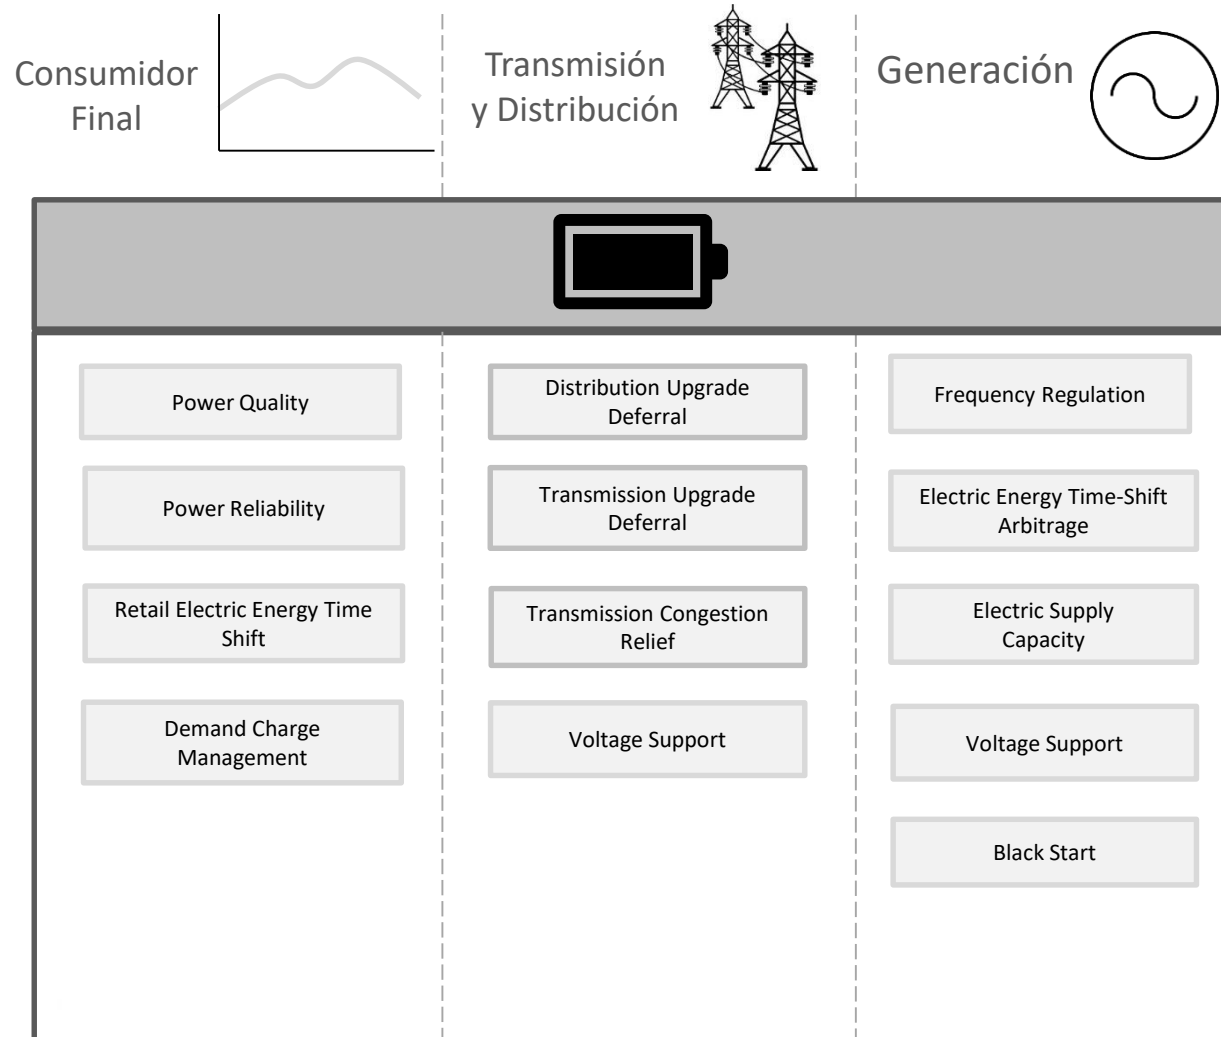 Consumidor
Final
Transmisión
y Distribución
Generación
Power Quality
Power Reliability
Retail Electric Energy Time
Shift
Demand Charge
Management
Distribution Upgrade
Deferral
Transmission Upgrade
Deferral
Transmission Congestion
Relief
Voltage Support
Frequency Regulation
Electric Energy Time-Shift
Arbitrage
Electric Supply
Capacity
Voltage Support
Black Start